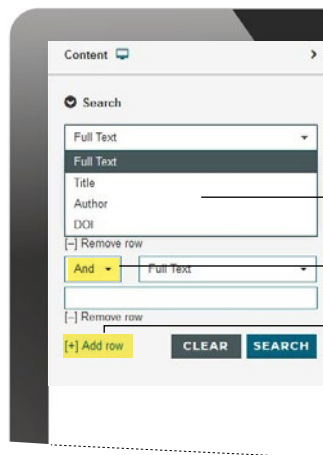 Content
Search
Full Text
Full Text
Title
Author
DOI
[–] Remove row
And Full Text
[–] Remove row
[+] Add row CLEAR SEARCH